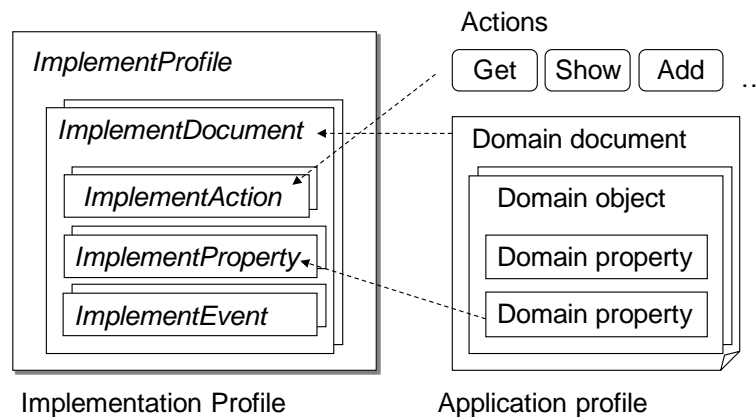 Actions
Get Show Add ..
ImplementProfile
ImplementDocument
ImplementAction
ImplementProperty
ImplementEvent
Domain document
Domain object
Domain property
Domain property
Implementation Profile
Application profile